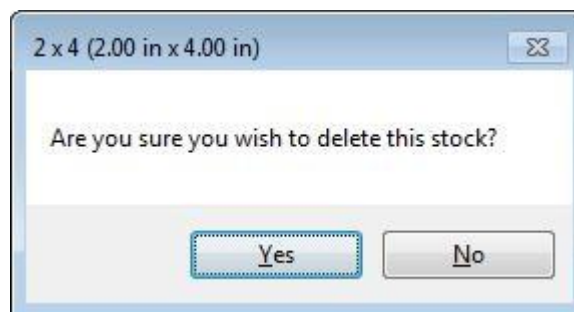 2 x 4 (2.00 in x 4.00 in)
Are you sure you wish to delete this stock?
Yes
No